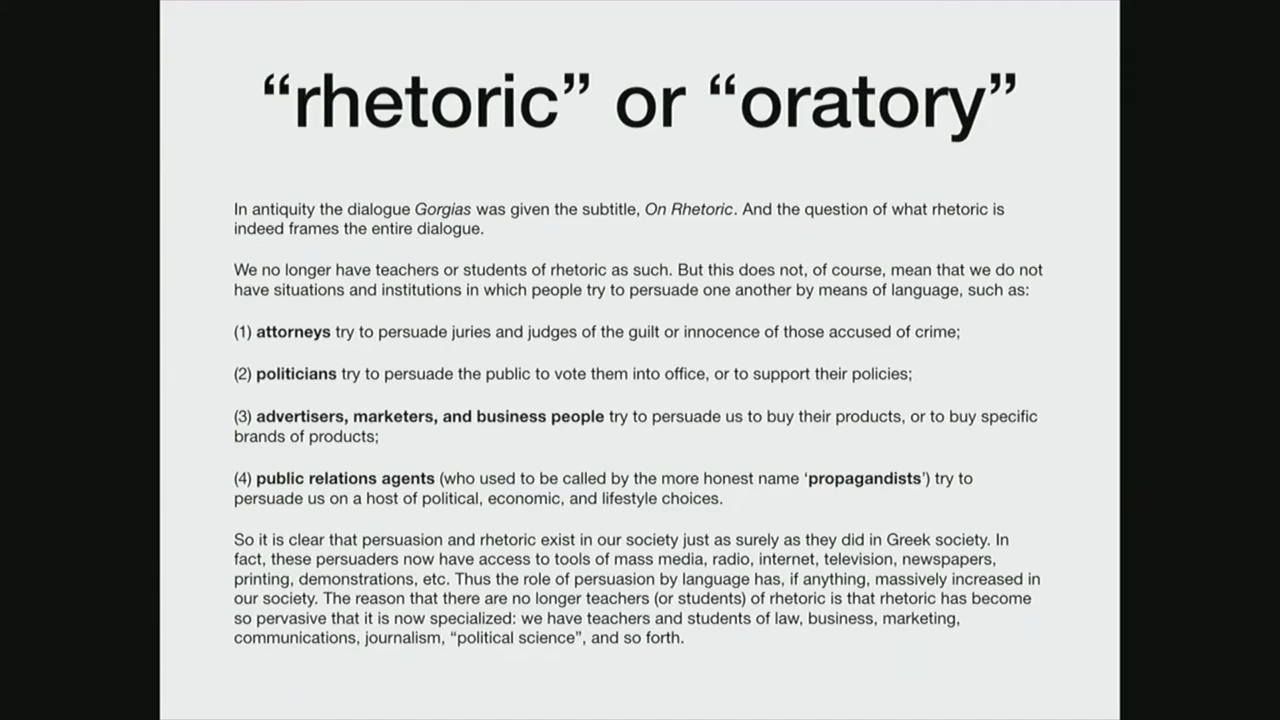 “rhetoric” or “oratory”
In antiquity the dialogue Gorgias was given the subtitle, On Rhetoric. And the question of what rhetoric is
indeed frames the entire dialogue.
We no longer have teachers or students of rhetoric as such. But this does not, of course, mean that we do not
have situations and institutions in which people try to persuade one another by means of language, such as:
(1) attorneys try to persuade juries and judges of the guilt or innocence of those accused of crime;
(2) politicians try to persuade the public to vote them into office, or to support their policies;
(3) advertisers, marketers, and business people try to persuade us to buy their products, or to buy specific
brands of products;
(4) public relations agents (who used to be called by the more honest name ‘propagandists’) try to
persuade us on a host of political, economic, and lifestyle choices.
So it is clear that persuasion and rhetoric exist in our society just as surely as they did in Greek society. In
fact, these persuaders now have access to tools of mass media, radio, internet, television, newspapers,
printing, demonstrations, etc. Thus the role of persuasion by language has, if anything, massively increased in
our society. The reason that there are no longer teachers (or students) of rhetoric is that rhetoric has become
so pervasive that it is now specialized: we have teachers and students of law, business, marketing,
communications, journalism, “political science”, and so forth.